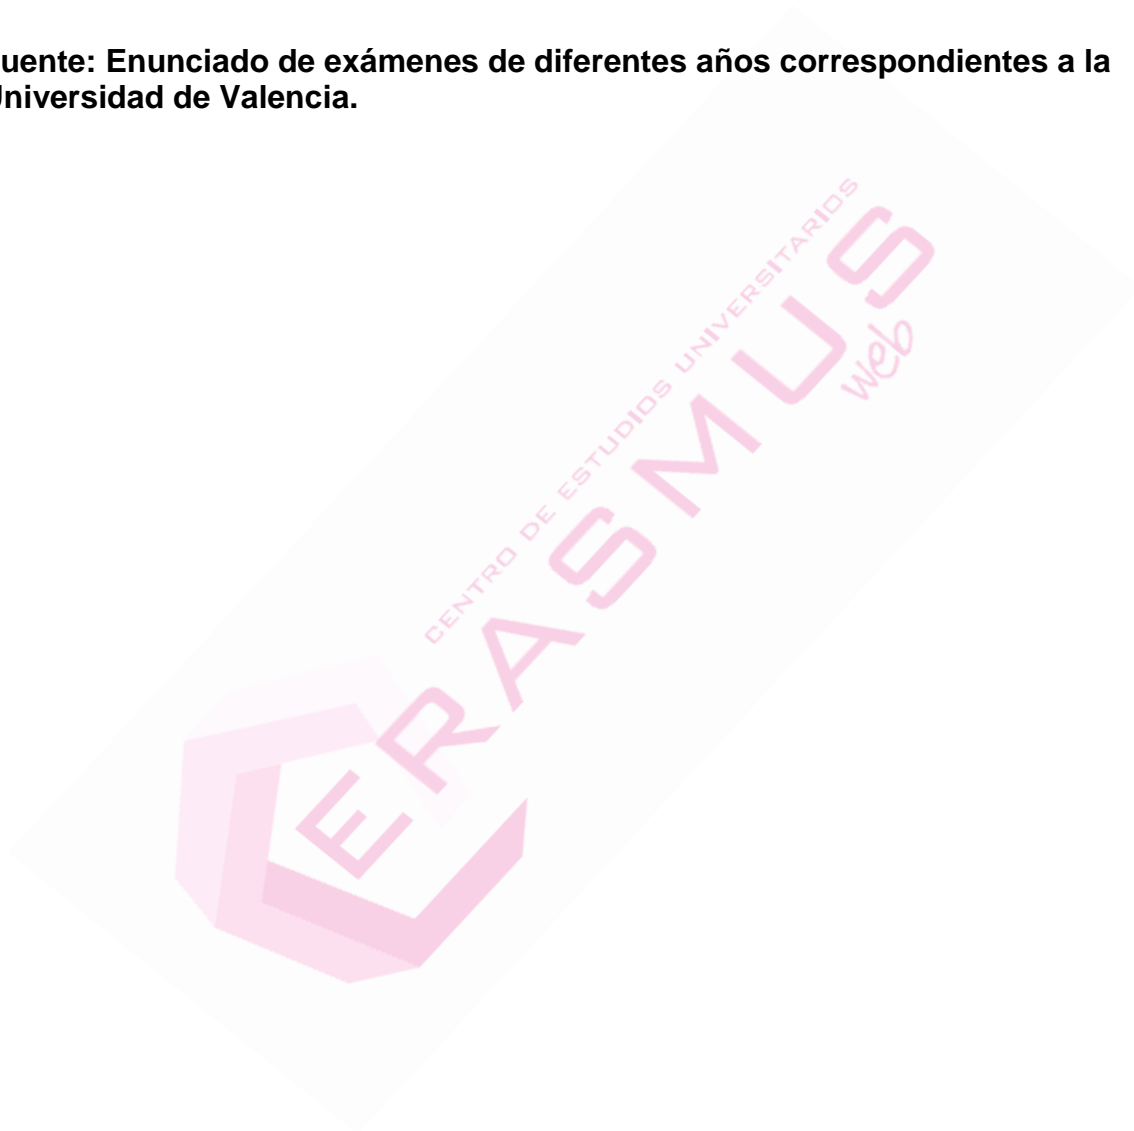 uente: Enunciado de exámenes de diferentes años correspondientes a la
Universidad de Valencia.
CENTRO DE ESTUDIOS UNIVERSITARIOS
ERASMUS
web